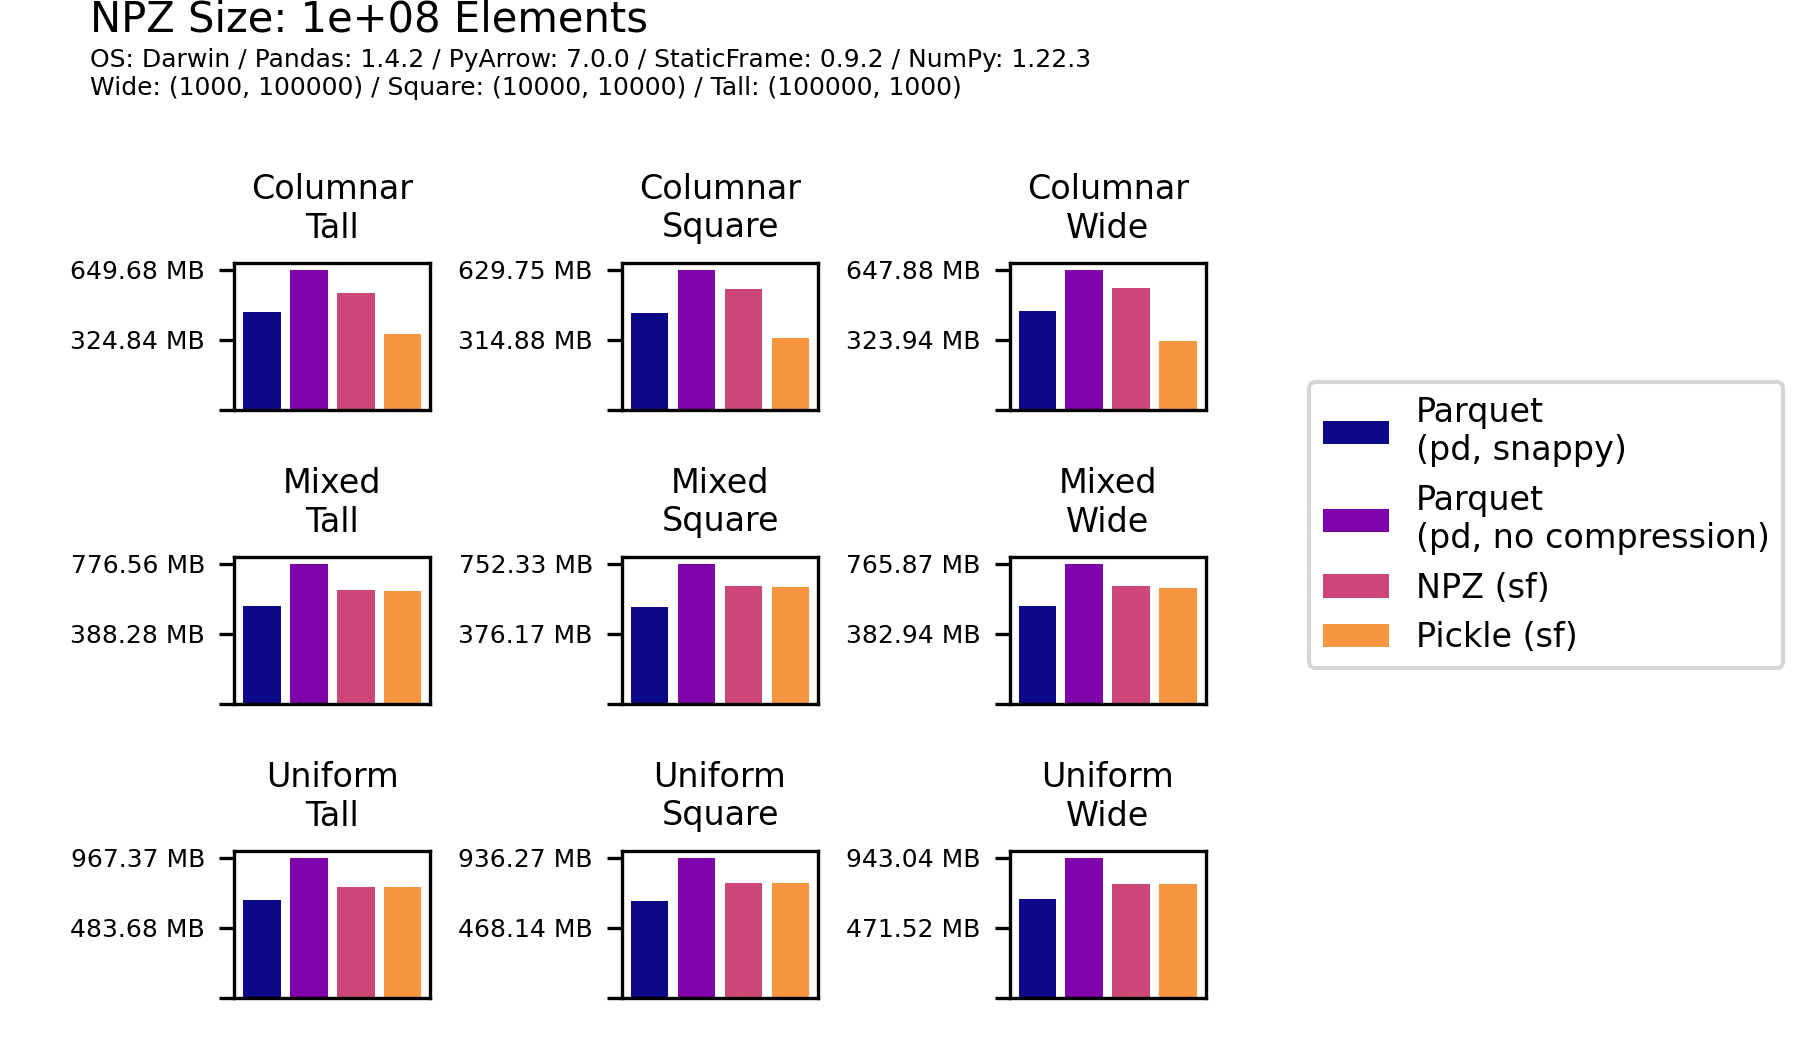 NPZ Size: 1e+08 Elements
OS: Darwin / Pandas: 1.4.2 / PyArrow: 7.0.0 / StaticFrame: 0.9.2 / NumPy: 1.22.3
Wide: (1000, 100000) / Square: (10000, 10000) / Tall: (100000, 1000)
Columnar
Tall
649.68 MB
324.84 MB
Columnar
Square
629.75 MB
314.88 MB
Columnar
Wide
647.88 MB
323.94 MB
Mixed
Tall
776.56 MB
388.28 MB
Mixed
Square
752.33 MB
376.17 MB
Mixed
Wide
765.87 MB
382.94 MB
Uniform
Tall
967.37 MB
483.68 MB
Uniform
Square
936.27 MB
468.14 MB
Uniform
Wide
943.04 MB
471.52 MB
Parquet
(pd, snappy)
Parquet
(pd, no compression)
NPZ (sf)
Pickle (sf)